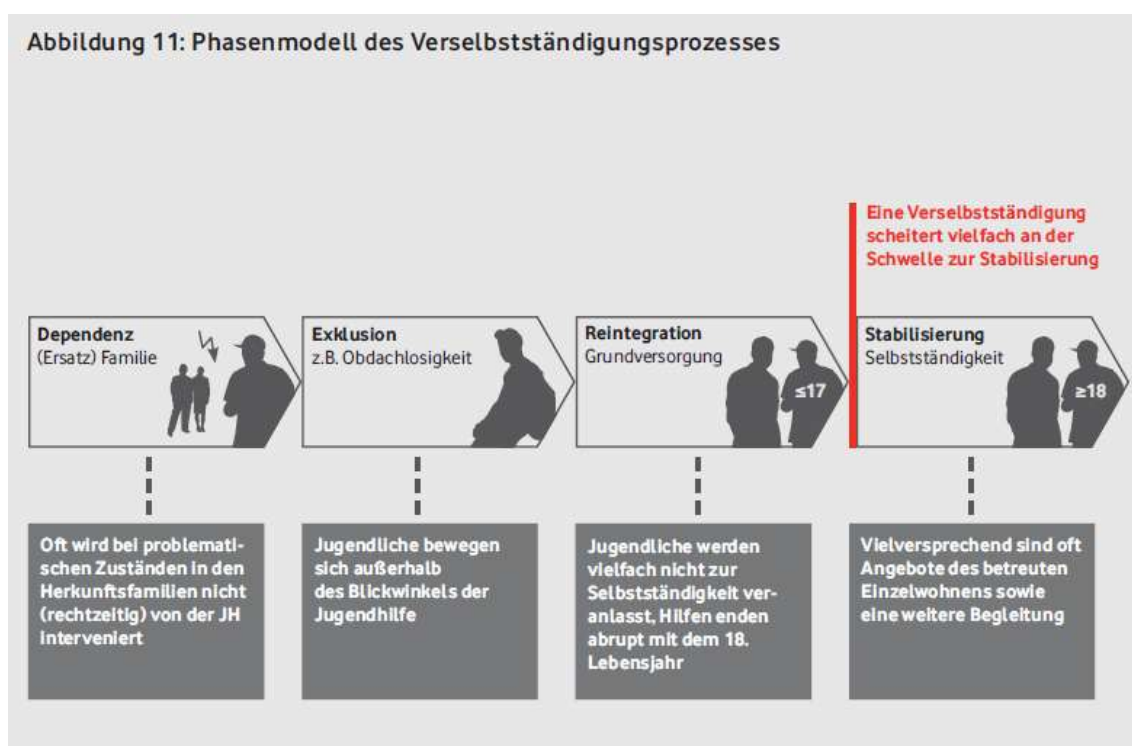 Abbildung 11: Phasenmodell des Verselbstständigungsprozesses
Eine Verselbstständigung
scheitert vielfach an der
Schwelle zur Stabilisierung
Dependenz
(Ersatz) Familie
Exklusion
z.B. Obdachlosigkeit
Reintegration
Grundversorgung
≤17
Stabilisierung
Selbstständigkeit
≥18
Oft wird bei problemati-
schen Zuständen in den
Herkunftsfamilien nicht
(rechtzeitig) von der JH
interveniert
Jugendliche bewegen
sich außerhalb
des Blickwinkels der
Jugendhilfe
Jugendliche werden
vielfach nicht zur
Selbstständigkeit ver-
anlasst, Hilfen enden
abrupt mit dem 18.
Lebensjahr
Vielversprechend sind oft
Angebote des betreuten
Einzelwohnens sowie
eine weitere Begleitung